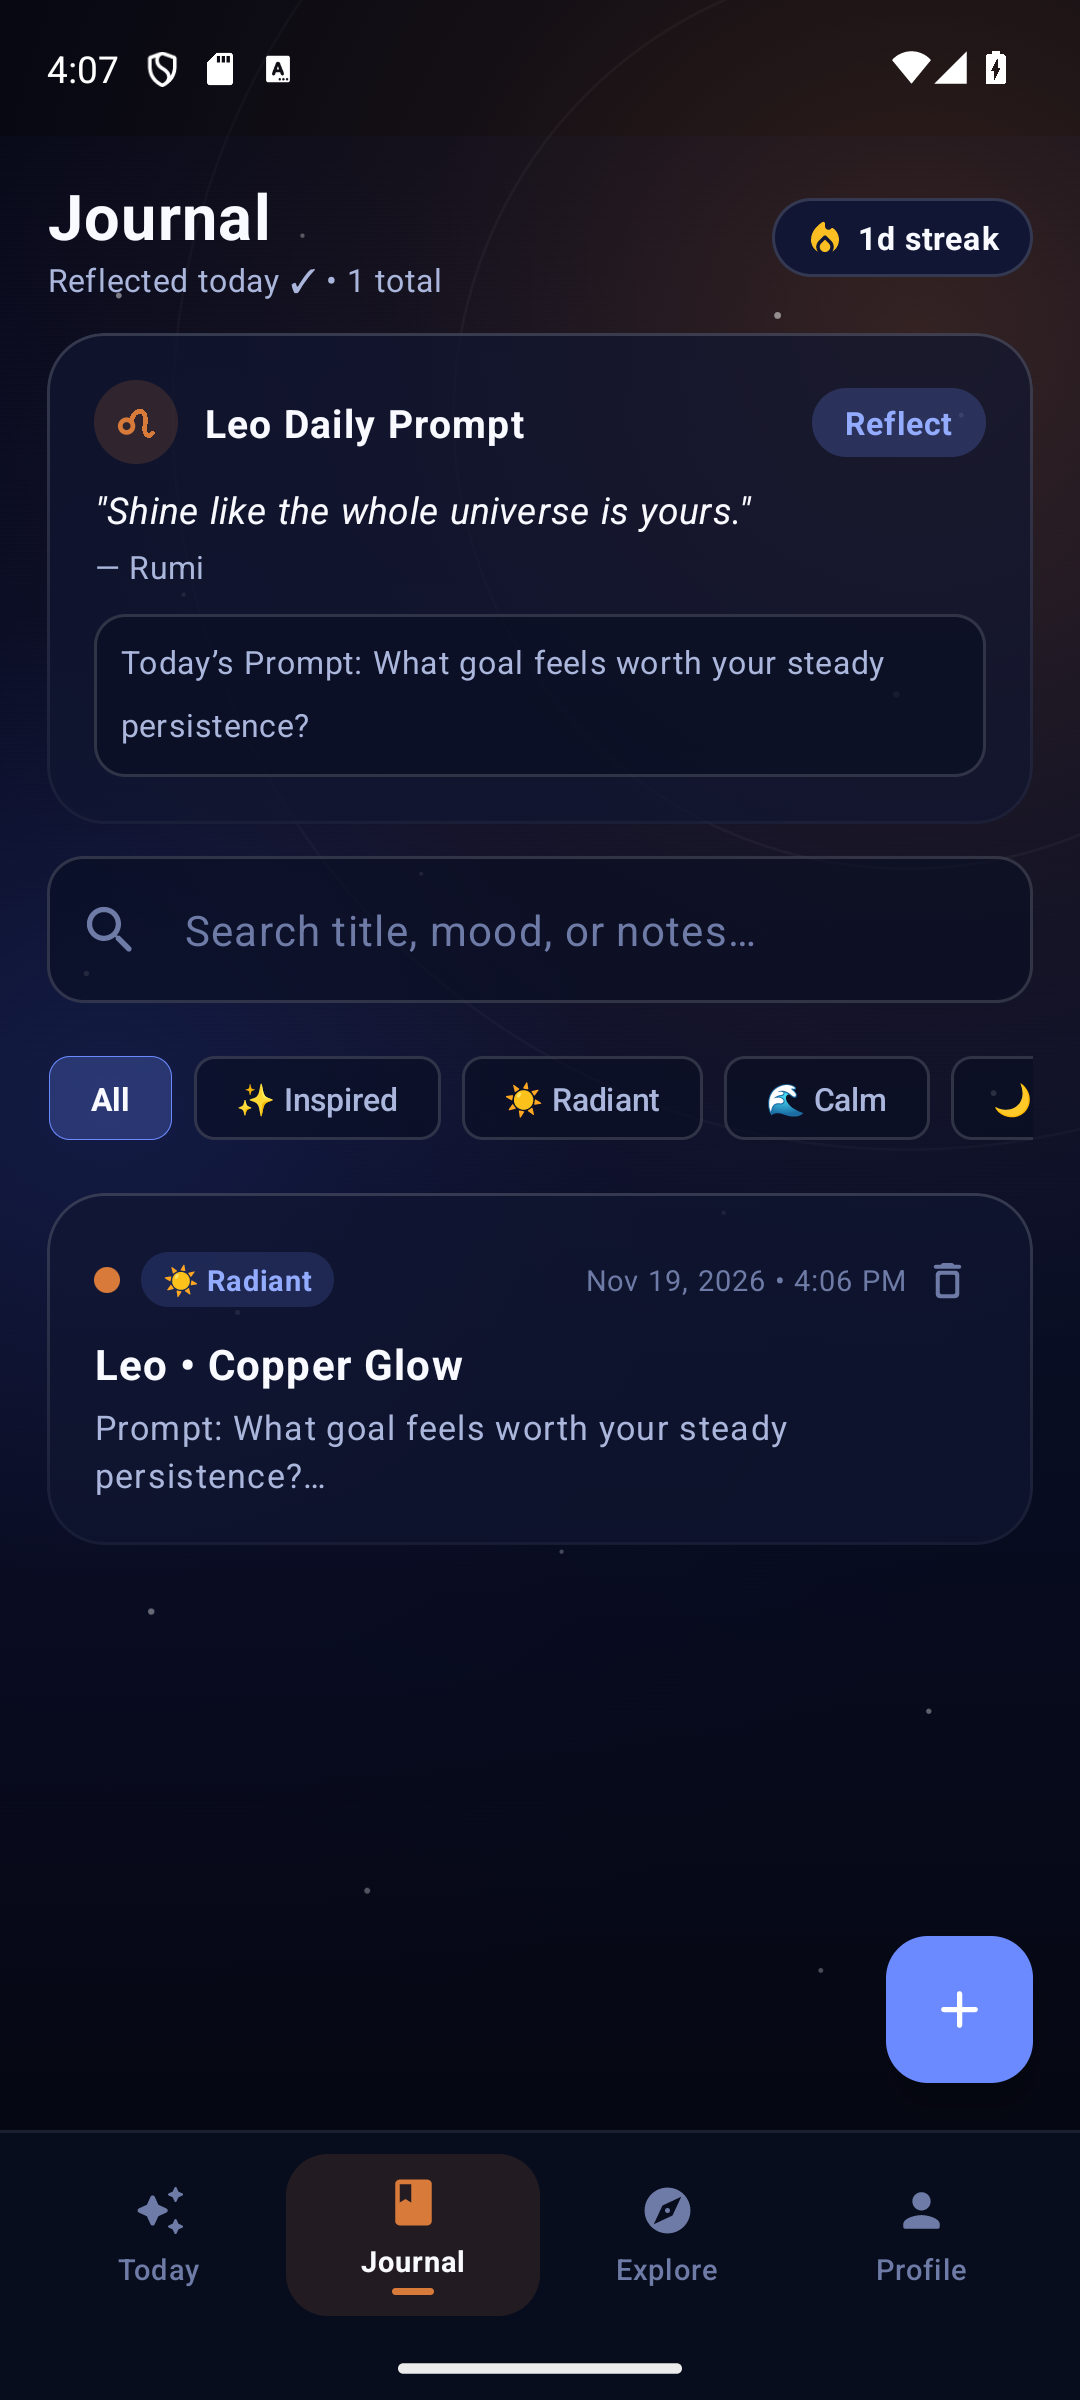 4:07
Journal
1d streak
Reflected today ✓ • 1 total
Leo Daily Prompt
Reflect
"Shine like the whole universe is yours."
— Rumi
Today’s Prompt: What goal feels worth your steady
persistence?
Search title, mood, or notes…
All
✨ Inspired
☀️ Radiant
🌊 Calm
🌙
☀️ Radiant
Nov 19, 2026 • 4:06 PM
Leo • Copper Glow
Prompt: What goal feels worth your steady
persistence?…
Today
Journal
Explore
Profile